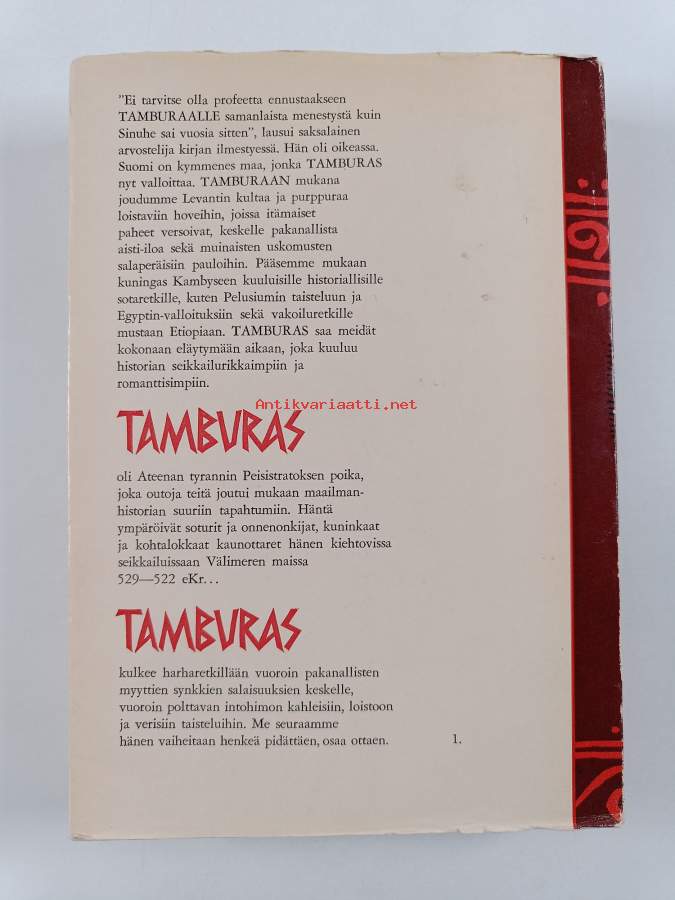 ”Ei tarvitse olla profeetta ennustaakseen
TAMBURAALLE samanlaista menestystä kuin
Sinuhe sai vuosia sitten”, lausui saksalainen
arvostelija kirjan ilmestyessä. Hän oli oikeassa.
Suomi on kymmenes maa, jonka TAMBURAS
nyt valloittaa. TAMBURAAN mukana
joudumme Levantin kultaa ja purppuraa
loistaviin hoveihin, joissa itämaiset
paheet versoivat, keskelle pakanallista
aisti-iloa sekä muinaisten uskomusten
salaperäisiin pauloihin. Pääsemme mukaan
kuningas Kambyseen kuuluisille historiallisille
sotaretkille, kuten Pelusiumin taisteluun ja
Egyptin-valloituksiin sekä vakoiluretkille
mustaan Etiopiaan. TAMBURAS saa meidät
kokonaan eläytymään aikaan, joka kuuluu
historian seikkailurikkaimpiin ja
romanttisimpiin.
Antikvariaatti.net
TAMBURAS
oli Ateenan tyrannin Peisistratoksen poika,
joka outoja teitä joutui mukaan maailman-
historian suuriin tapahtumiin. Häntä
ympäröivät soturit ja onnenonkijat, kuninkaat
ja kohtalokkaat kaunottaret hänen kiehtovissa
seikkailuissaan Välimeren maissa
529—522 eKr...
TAMBURAS
kulkee harharetkillään vuoroin pakanallisten
myyttien synkkien salaisuuksien keskelle,
vuoroin polttavan intohimon kahleisiin, loistoon
ja verisiin taisteluihin. Me seuraamme
hänen vaiheitaan henkeä pidättäen, osaa ottaen. 1.